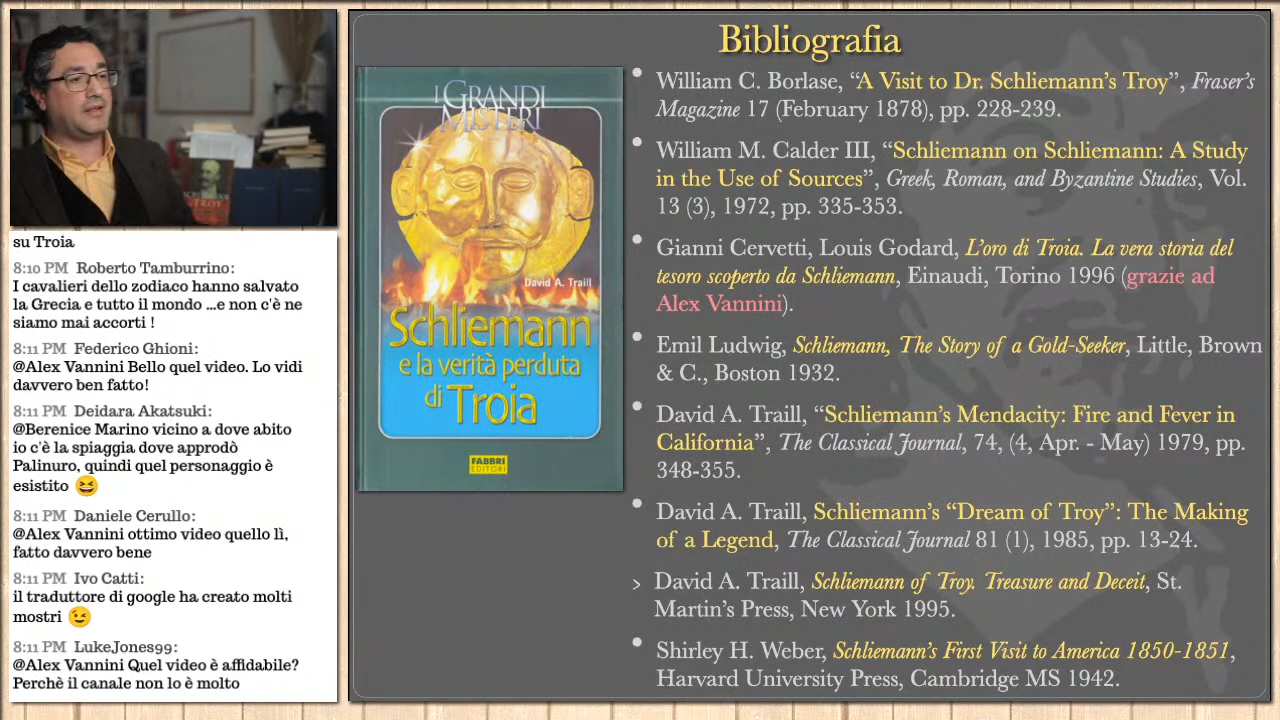 su Troia
8:10 PM Roberto Tamburrino:
I cavalieri dello zodiaco hanno salvato
la Grecia e tutto il mondo ...e non c'è ne
siamo mai accorti !
8:11 PM Federico Ghioni:
@Alex Vannini Bello quel video. Lo vidi
davvero ben fatto!
8:11 PM Deidara Akatsuki:
@Berenice Marino vicino a dove abito
io c'è la spiaggia dove approdò
Palinuro, quindi quel personaggio è
esistito 😆
8:11 PM Daniele Cerullo:
@Alex Vannini ottimo video quello lì,
fatto davvero bene
8:11 PM Ivo Catti:
il traduttore di google ha creato molti
mostri 😉
8:11 PM LukeJones99:
@Alex Vannini Quel video è affidabile?
Perchè il canale non lo è molto
I GRANDI
MISTERI
David A. Traill
Schliemann
e la verità perduta
di Troia
FABBRI
EDITORI
Bibliografia
• William C. Borlase, “A Visit to Dr. Schliemann’s Troy”, Fraser’s
Magazine 17 (February 1878), pp. 228-239.
• William M. Calder III, “Schliemann on Schliemann: A Study
in the Use of Sources”, Greek, Roman, and Byzantine Studies, Vol.
13 (3), 1972, pp. 335-353.
• Gianni Cervetti, Louis Godard, L’oro di Troia. La vera storia del
tesoro scoperto da Schliemann, Einaudi, Torino 1996 (grazie ad
Alex Vannini).
• Emil Ludwig, Schliemann, The Story of a Gold-Seeker, Little, Brown
& C., Boston 1932.
• David A. Traill, “Schliemann’s Mendacity: Fire and Fever in
California”, The Classical Journal, 74, (4, Apr. - May) 1979, pp.
348-355.
• David A. Traill, Schliemann’s “Dream of Troy”: The Making
of a Legend, The Classical Journal 81 (1), 1985, pp. 13-24.
> David A. Traill, Schliemann of Troy. Treasure and Deceit, St.
Martin’s Press, New York 1995.
• Shirley H. Weber, Schliemann’s First Visit to America 1850-1851,
Harvard University Press, Cambridge MS 1942.